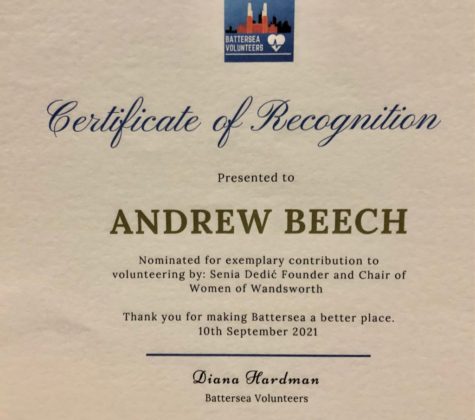 BATTERSEA
VOLUNTEERS
Certificate of Recognition
Presented to
ANDREW BEECH
Nominated for exemplary contribution to
volunteering by: Senia Dedić Founder and Chair of
Women of Wandsworth
Thank you for making Battersea a better place.
10th September 2021
Diana Hardman
Battersea Volunteers